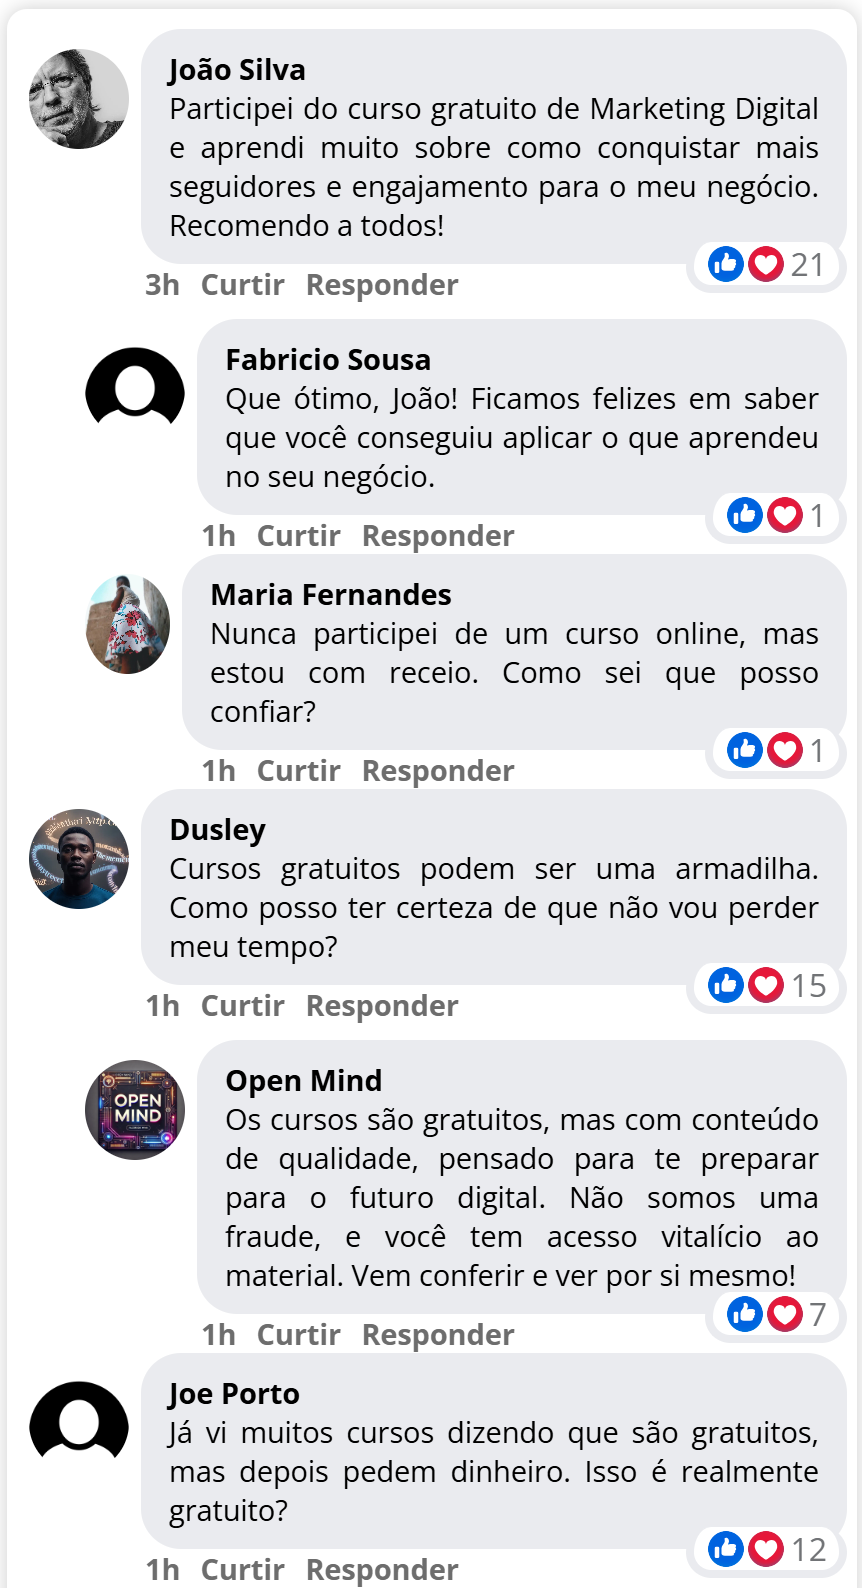 João Silva
Participei do curso gratuito de Marketing Digital
e aprendi muito sobre como conquistar mais
seguidores e engajamento para o meu negócio.
Recomendo a todos!
21
3h Curtir Responder
Fabricio Sousa
Que ótimo, João! Ficamos felizes em saber
que você conseguiu aplicar o que aprendeu
no seu negócio.
1
1h Curtir Responder
Maria Fernandes
Nunca participei de um curso online, mas
estou com receio. Como sei que posso
confiar?
1
1h Curtir Responder
Dusley
Cursos gratuitos podem ser uma armadilha.
Como posso ter certeza de que não vou perder
meu tempo?
15
1h Curtir Responder
OPEN
MIND
Open Mind
Os cursos são gratuitos, mas com conteúdo
de qualidade, pensado para te preparar
para o futuro digital. Não somos uma
fraude, e você tem acesso vitalício ao
material. Vem conferir e ver por si mesmo!
7
1h Curtir Responder
Joe Porto
Já vi muitos cursos dizendo que são gratuitos,
mas depois pedem dinheiro. Isso é realmente
gratuito?
12
1h Curtir Responder